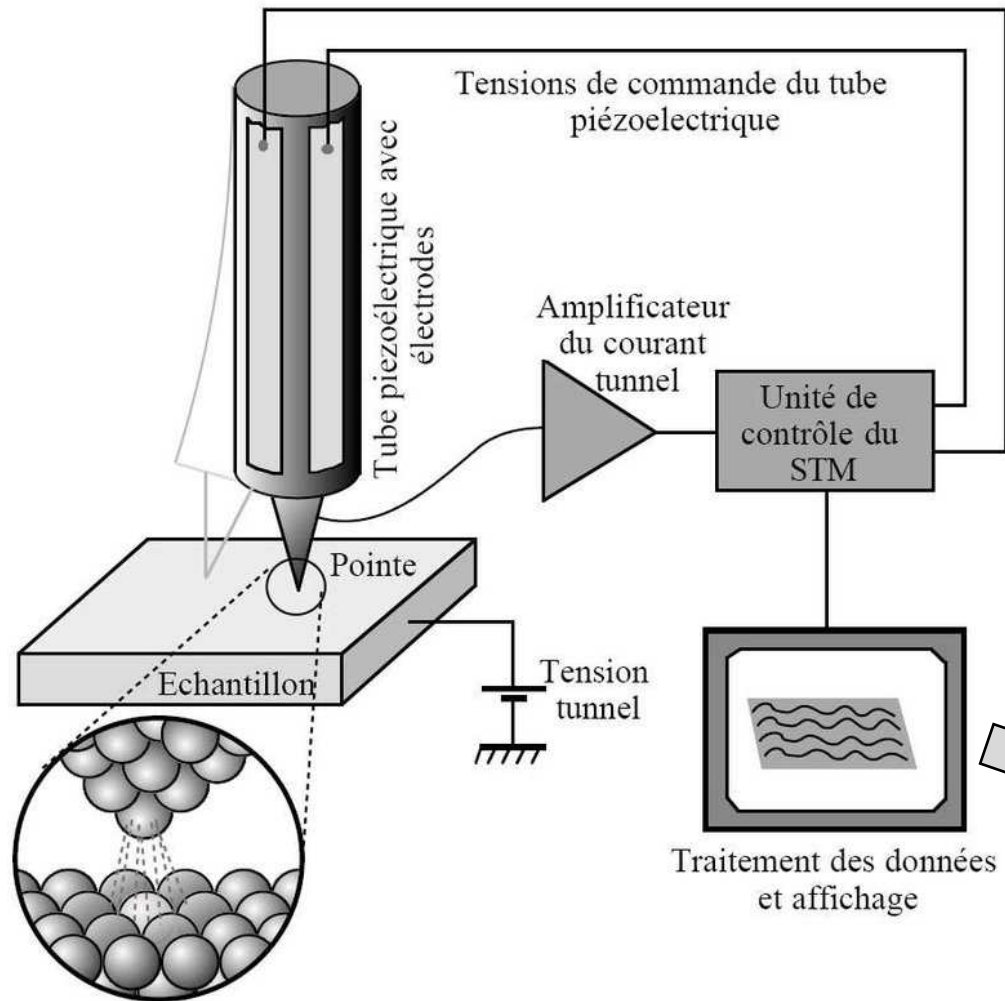 Tensions de commande du tube
piézoelectrique
Tube piezoélectrique avec
électrodes
Amplificateur
du courant
tunnel
Unité de
contrôle du
STM
Pointe
Echantillon
Tension
tunnel
Traitement des données
et affichage